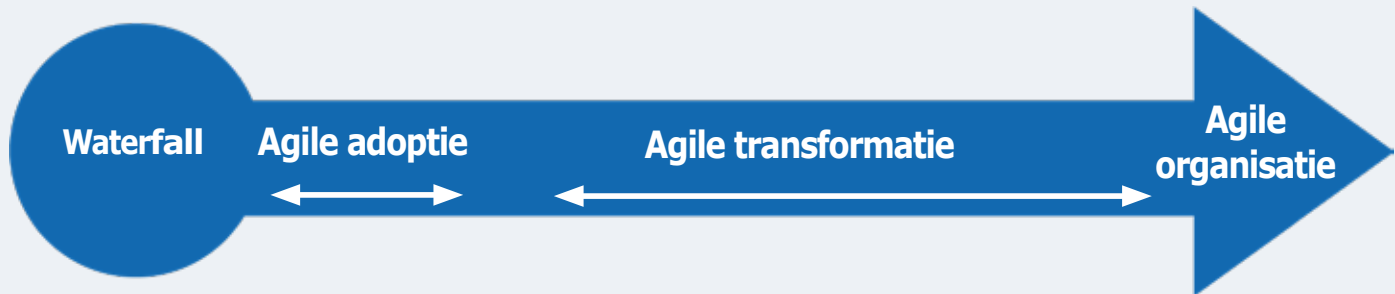 Waterfall
Agile adoptie
Agile transformatie
Agile
organisatie